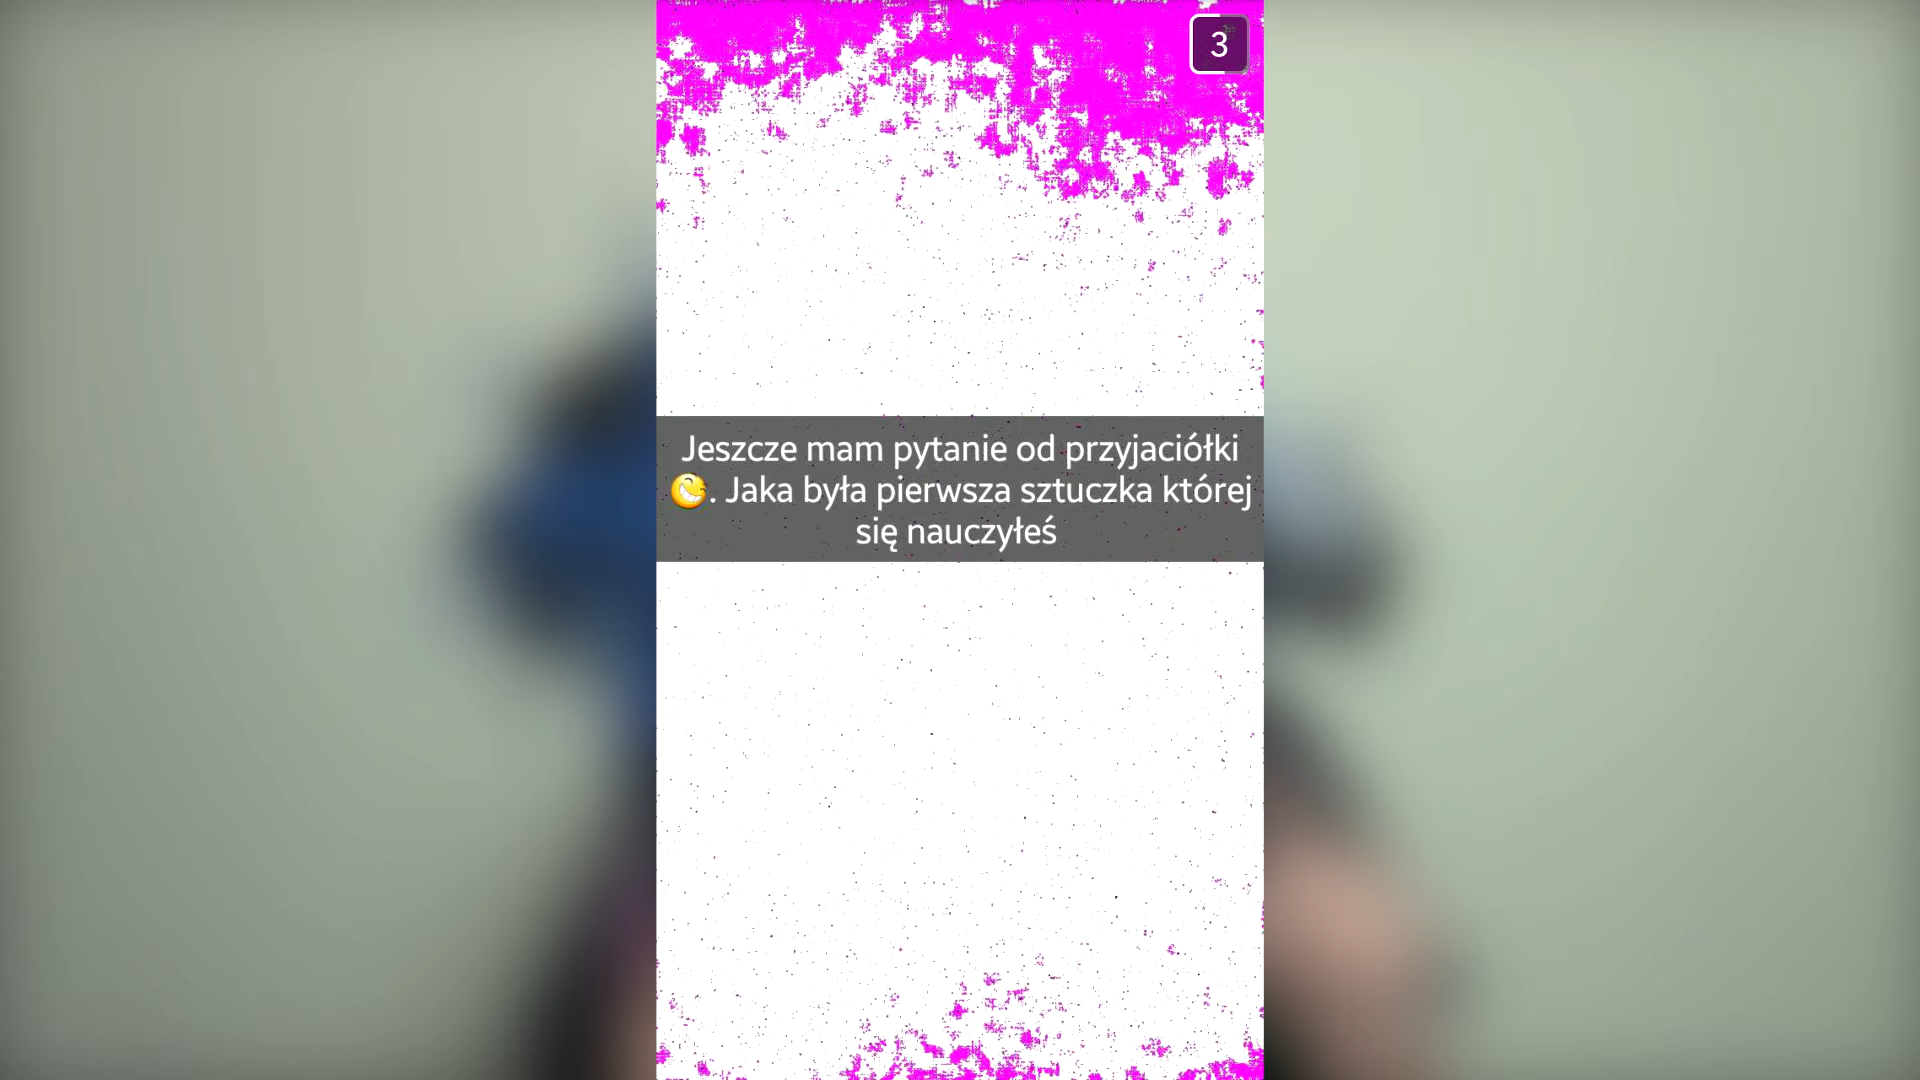 3
Jeszcze mam pytanie od przyjaciółki
😆. Jaka była pierwsza sztuczka której
się nauczyłeś